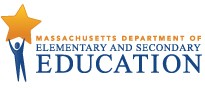 MASSACHUSETTS DEPARTMENT OF
ELEMENTARY AND SECONDARY
EDUCATION